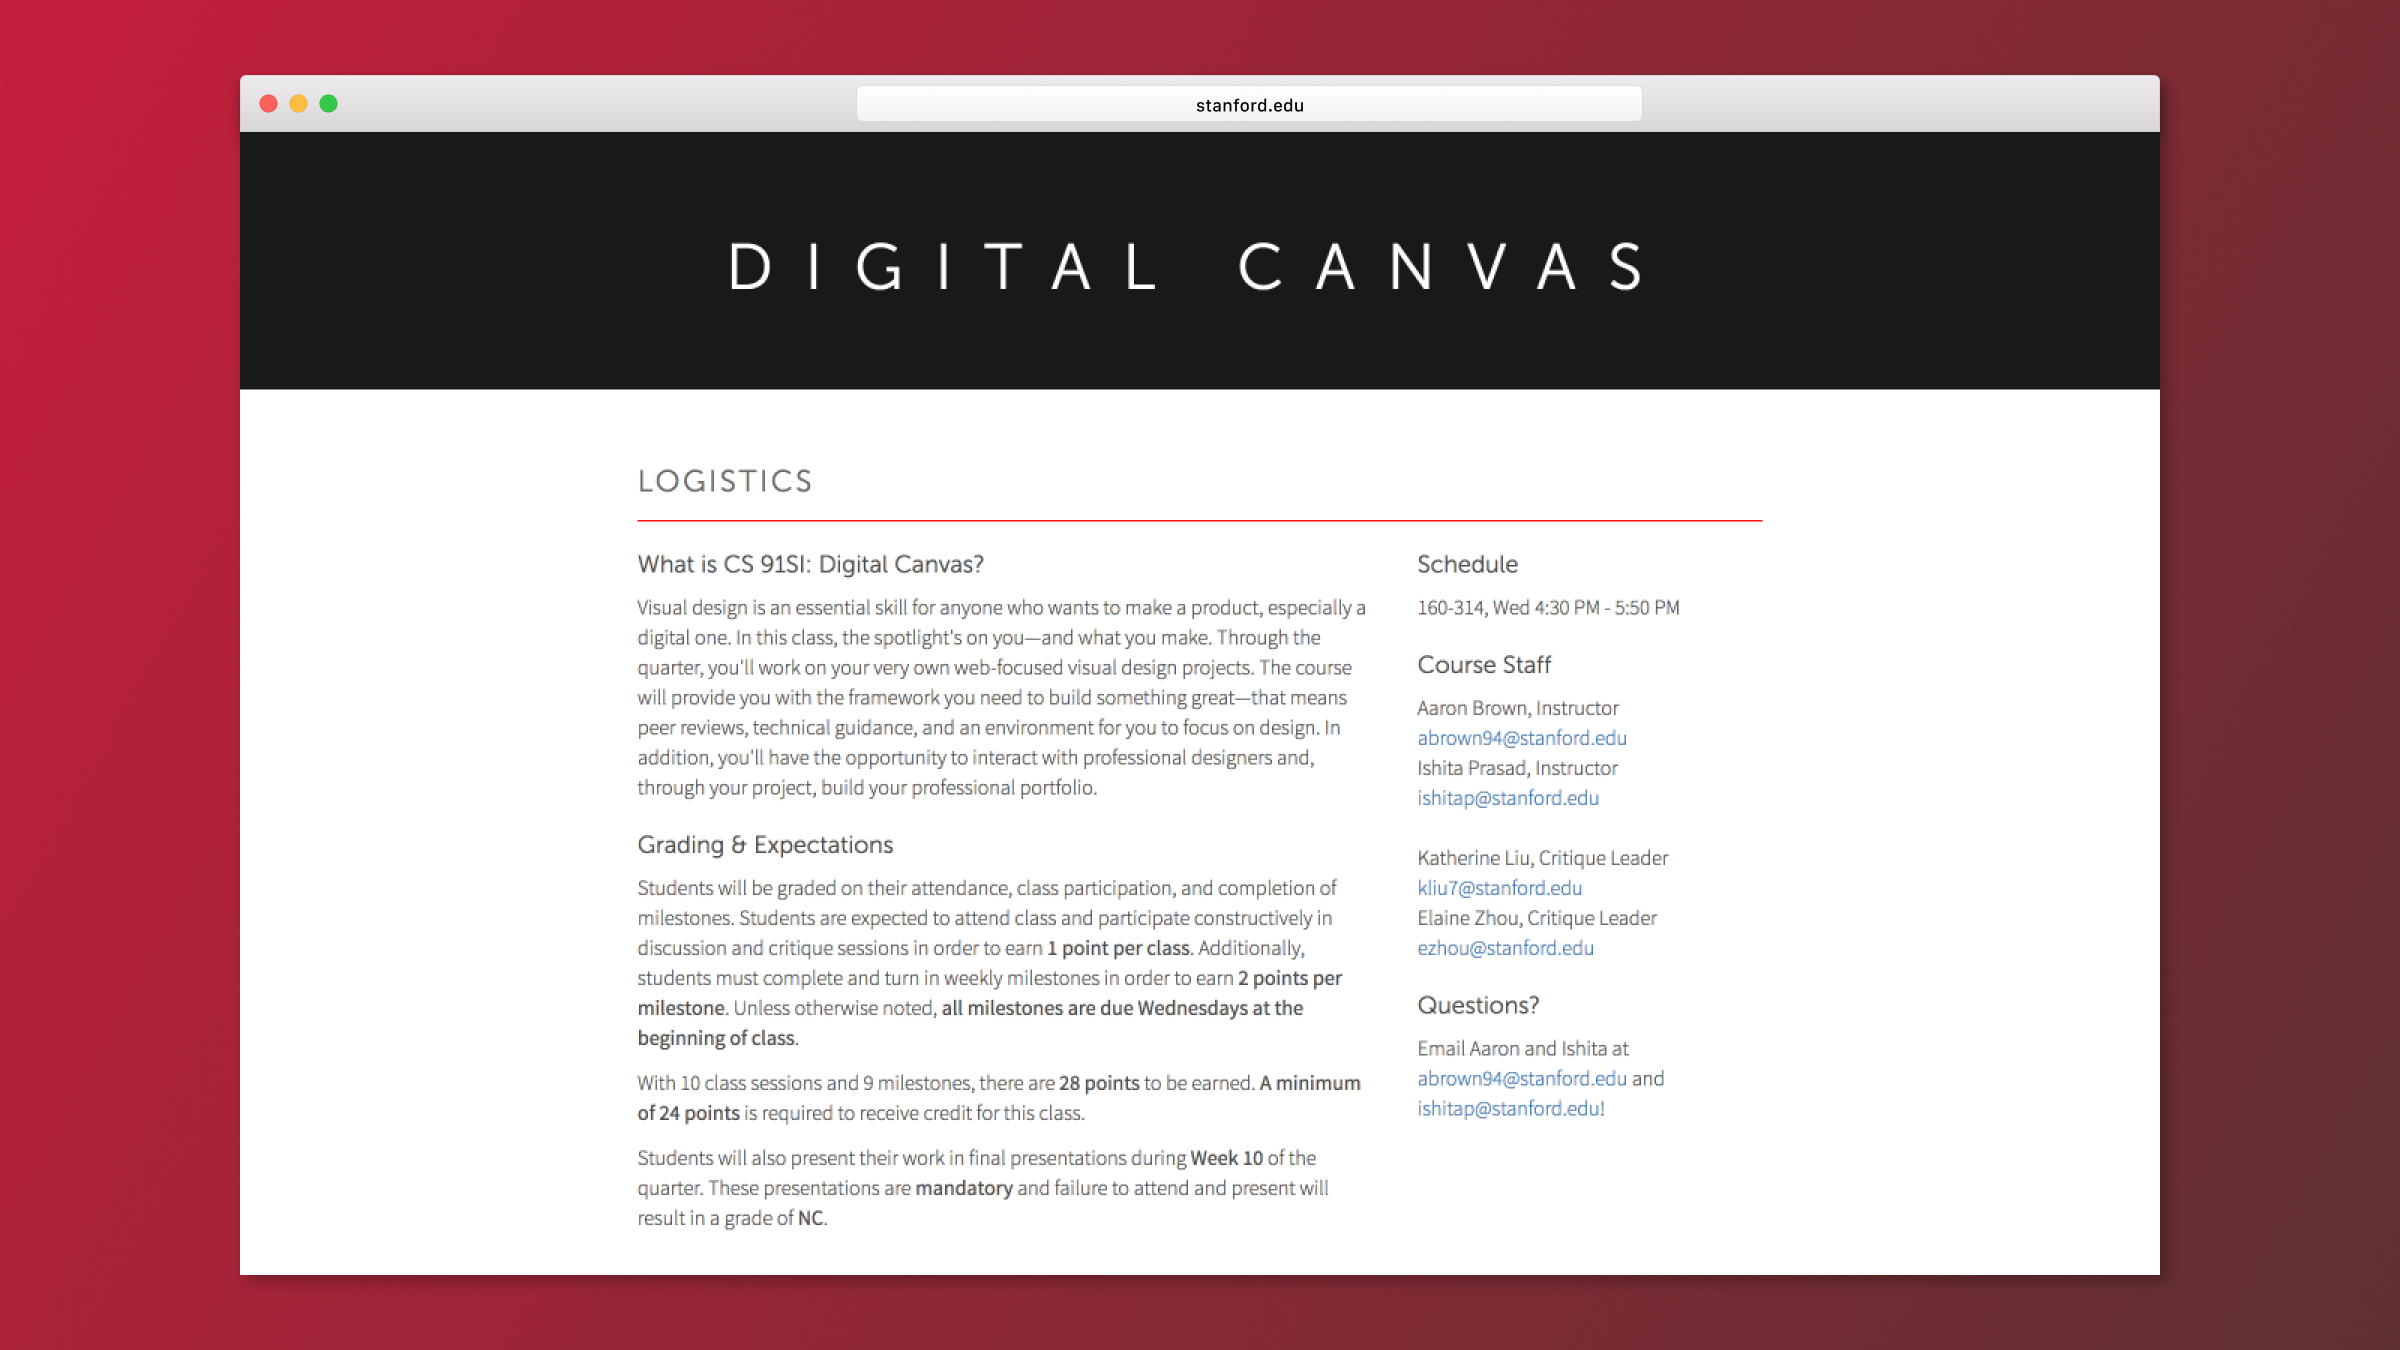 stanford.edu
DIGITAL CANVAS
LOGISTICS
What is CS 91SI: Digital Canvas?
Visual design is an essential skill for anyone who wants to make a product, especially a
digital one. In this class, the spotlight's on you—and what you make. Through the
quarter, you'll work on your very own web-focused visual design projects. The course
will provide you with the framework you need to build something great—that means
peer reviews, technical guidance, and an environment for you to focus on design. In
addition, you'll have the opportunity to interact with professional designers and,
through your project, build your professional portfolio.
Grading & Expectations
Students will be graded on their attendance, class participation, and completion of
milestones. Students are expected to attend class and participate constructively in
discussion and critique sessions in order to earn 1 point per class. Additionally,
students must complete and turn in weekly milestones in order to earn 2 points per
milestone. Unless otherwise noted, all milestones are due Wednesdays at the
beginning of class.
With 10 class sessions and 9 milestones, there are 28 points to be earned. A minimum
of 24 points is required to receive credit for this class.
Students will also present their work in final presentations during Week 10 of the
quarter. These presentations are mandatory and failure to attend and present will
result in a grade of NC.
Schedule
160-314, Wed 4:30 PM - 5:50 PM
Course Staff
Aaron Brown, Instructor
abrown94@stanford.edu
Ishita Prasad, Instructor
ishitap@stanford.edu
Katherine Liu, Critique Leader
kliu7@stanford.edu
Elaine Zhou, Critique Leader
ezhou@stanford.edu
Questions?
Email Aaron and Ishita at
abrown94@stanford.edu and
ishitap@stanford.edu!